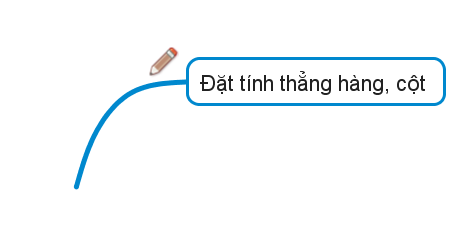 Đặt tính thẳng hàng, cột